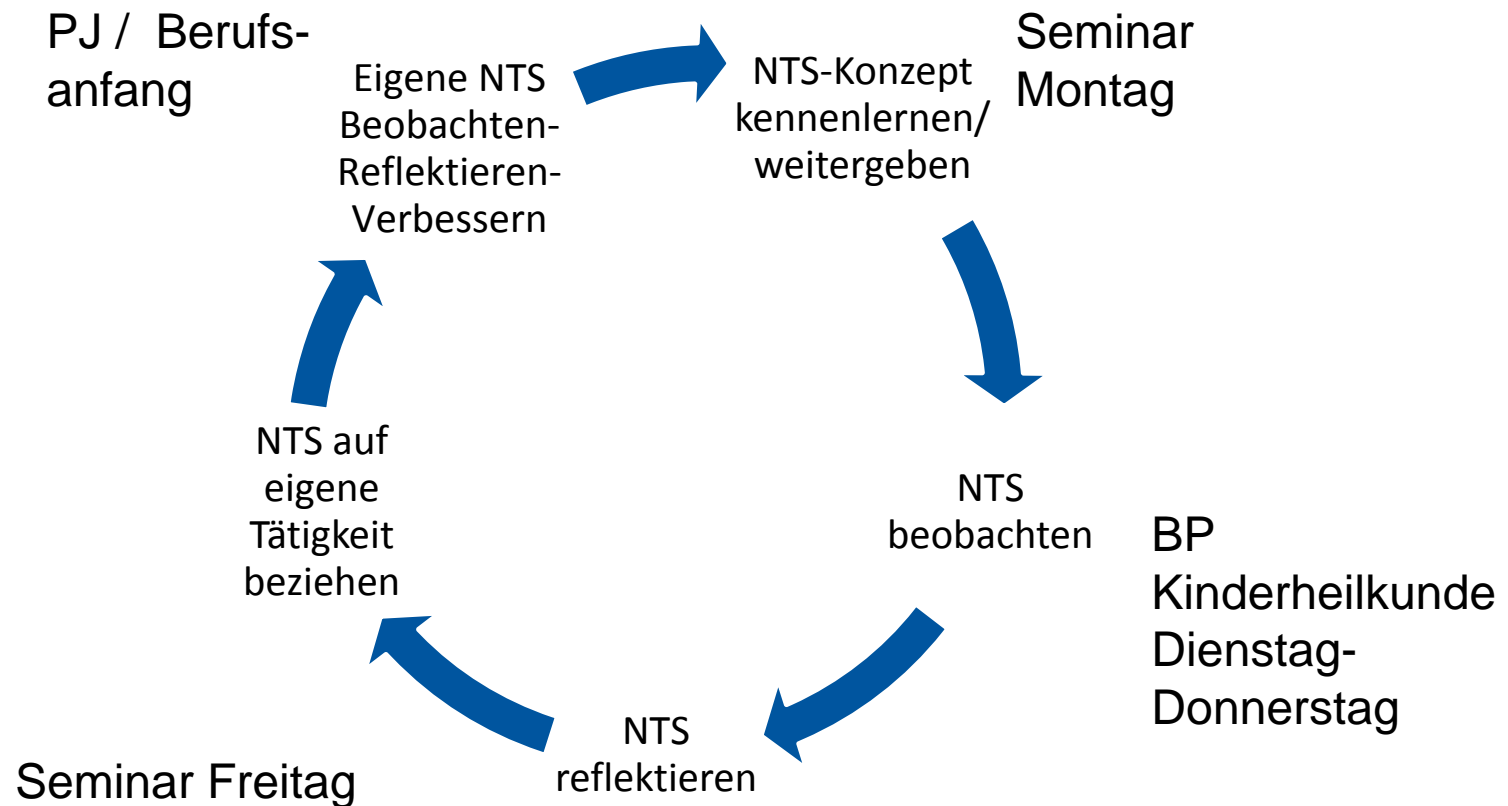 PJ /  Berufs-
anfang
Eigene NTS
Beobachten-
Reflektieren-
Verbessern
NTS-Konzept
kennenlernen/
weitergeben
Seminar
Montag
NTS
beobachten
BP
Kinderheilkunde
Dienstag-
Donnerstag
NTS
reflektieren
Seminar Freitag
NTS auf
eigene
Tätigkeit
beziehen